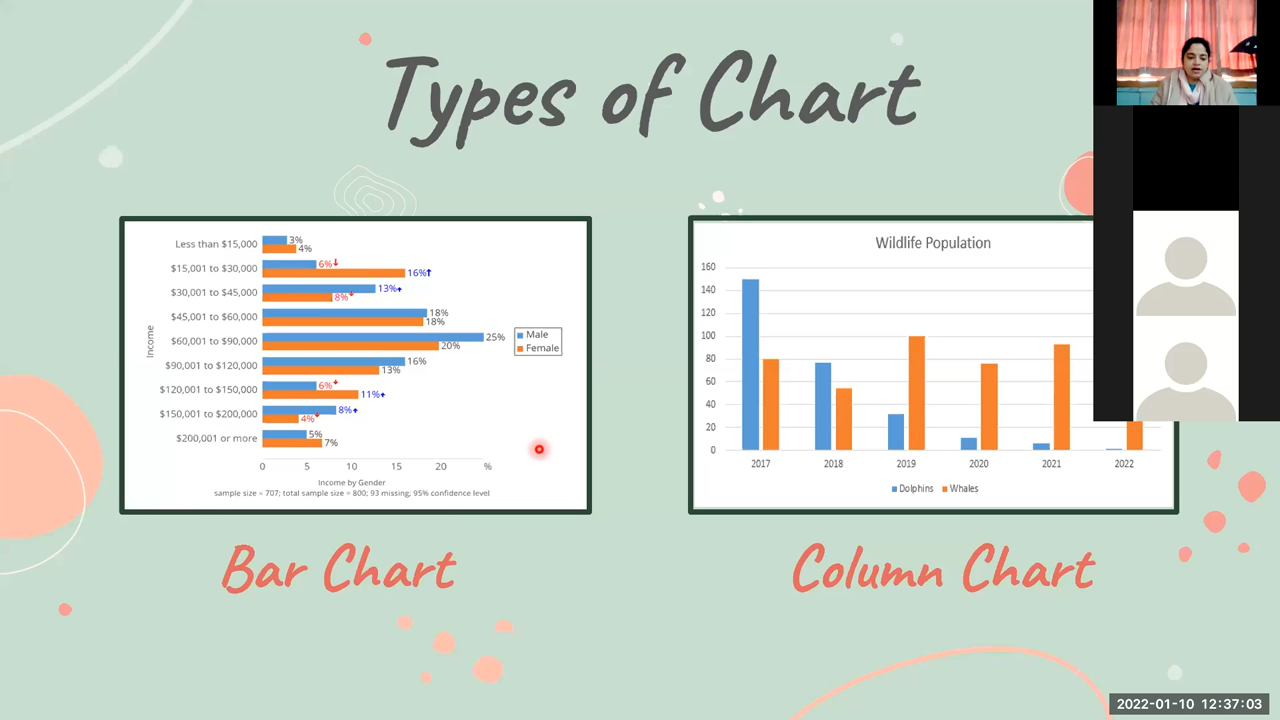 Types of Chart
Less than $15,000 3%
4%
$15,001 to $30,000 6%
16%
$30,001 to $45,000 13%
8%
$45,001 to $60,000 18%
18%
$60,001 to $90,000 25%
20%
$90,001 to $120,000 16%
13%
$120,001 to $150,000 6%
11%
$150,001 to $200,000 8%
4%
$200,001 or more 5%
7%
Income
Male
Female
0 5 10 15 20 %
Income by Gender
sample size = 707; total sample size = 800; 93 missing; 95% confidence level
Wildlife Population
160
140
120
100
80
60
40
20
0
2017 2018 2019 2020 2021 2022
Dolphins Whales
Bar Chart
Column Chart
2022-01-10 12:37:03